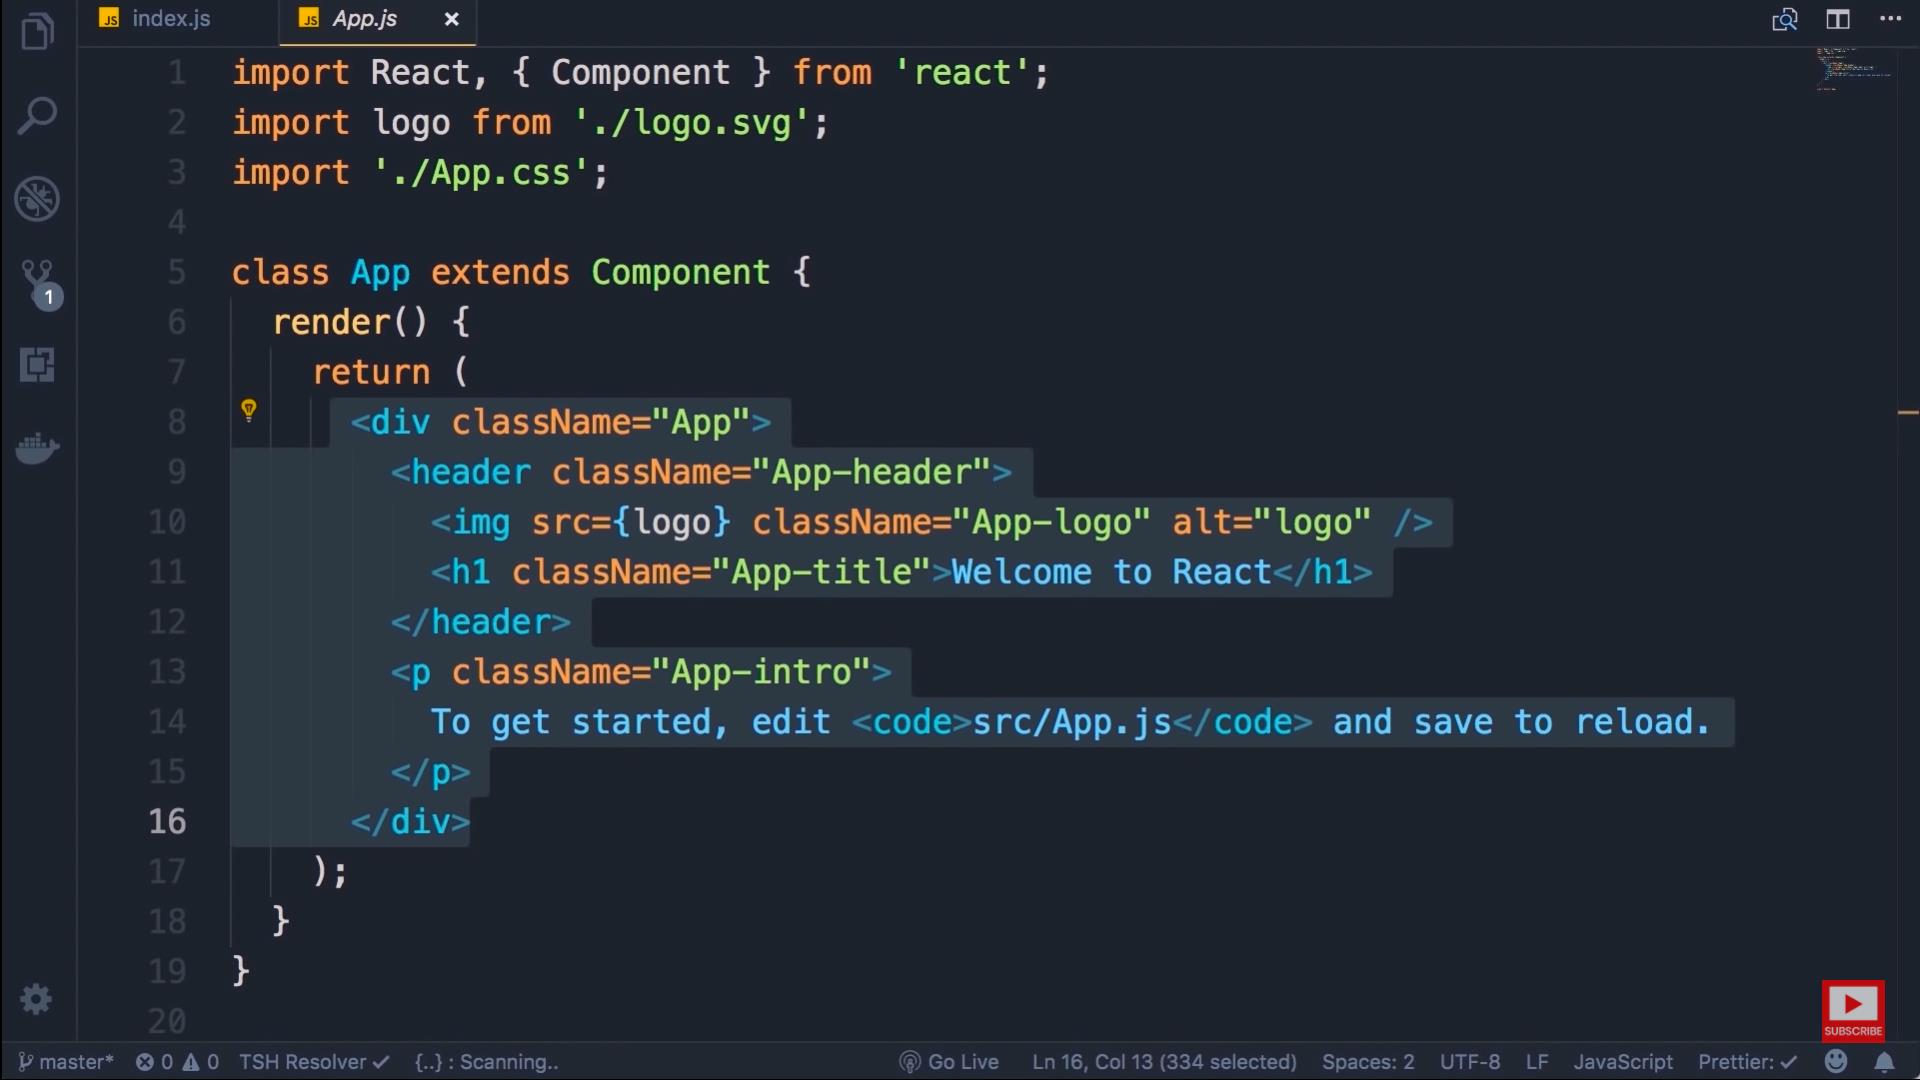 JS index.js JS App.js ×
1 import React, { Component } from 'react';
2 import logo from './logo.svg';
3 import './App.css';
4
5 class App extends Component {
6 render() {
7 return (
8 <div className="App">
9 <header className="App-header">
10 <img src={logo} className="App-logo" alt="logo" />
11 <h1 className="App-title">Welcome to React</h1>
12 </header>
13 <p className="App-intro">
14 To get started, edit <code>src/App.js</code> and save to reload.
15 </p>
16 </div>
17 );
18 }
19 }
20
1
SUBSCRIBE
master* 0 0 TSH Resolver ✓ {..} : Scanning.. Go Live Ln 16, Col 13 (334 selected) Spaces: 2 UTF-8 LF JavaScript Prettier: ✓